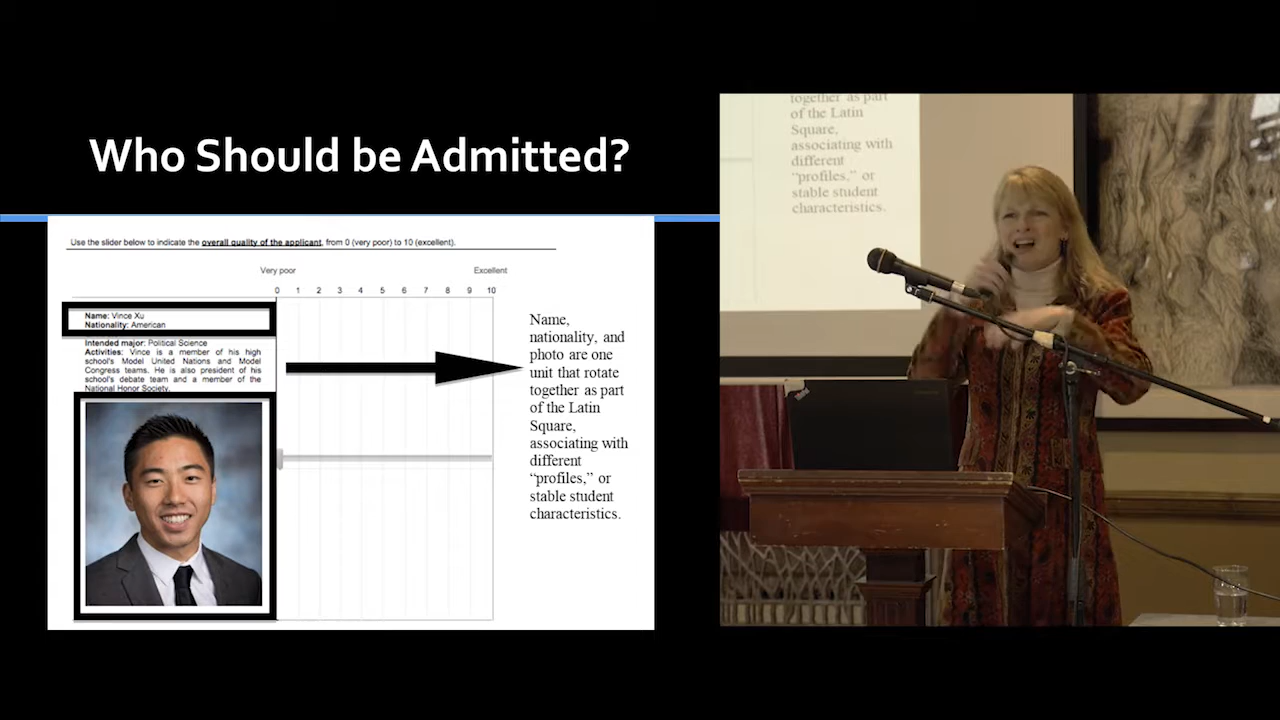 Who Should be Admitted?
Use the slider below to indicate the overall quality of the applicant, from 0 (very poor) to 10 (excellent).
Very poor Excellent
0 1 2 3 4 5 6 7 8 9 10
Name: Vince Xu
Nationality: American
Intended major: Political Science
Activities: Vince is a member of his high
school's Model United Nations and Model
Congress teams. He is also president of his
school's debate team and a member of the
National Honor Society.
Name,
nationality, and
photo are one
unit that rotate
together as part
of the Latin
Square,
associating with
different
“profiles,” or
stable student
characteristics.
together as part
of the Latin
Square,
associating with
different
“profiles,” or
stable student
characteristics.